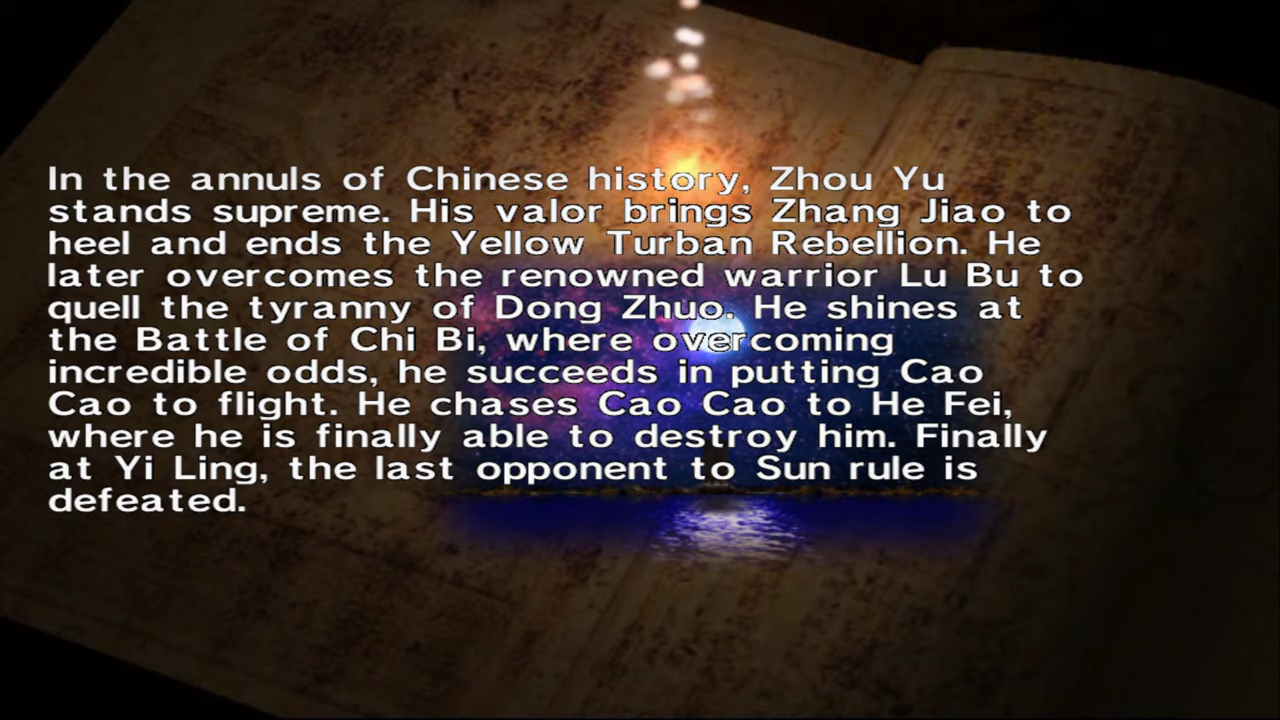 In the annuls of Chinese history, Zhou Yu
stands supreme. His valor brings Zhang Jiao to
heel and ends the Yellow Turban Rebellion. He
later overcomes the renowned warrior Lu Bu to
quell the tyranny of Dong Zhuo. He shines at
the Battle of Chi Bi, where overcoming
incredible odds, he succeeds in putting Cao
Cao to flight. He chases Cao Cao to He Fei,
where he is finally able to destroy him. Finally
at Yi Ling, the last opponent to Sun rule is
defeated.